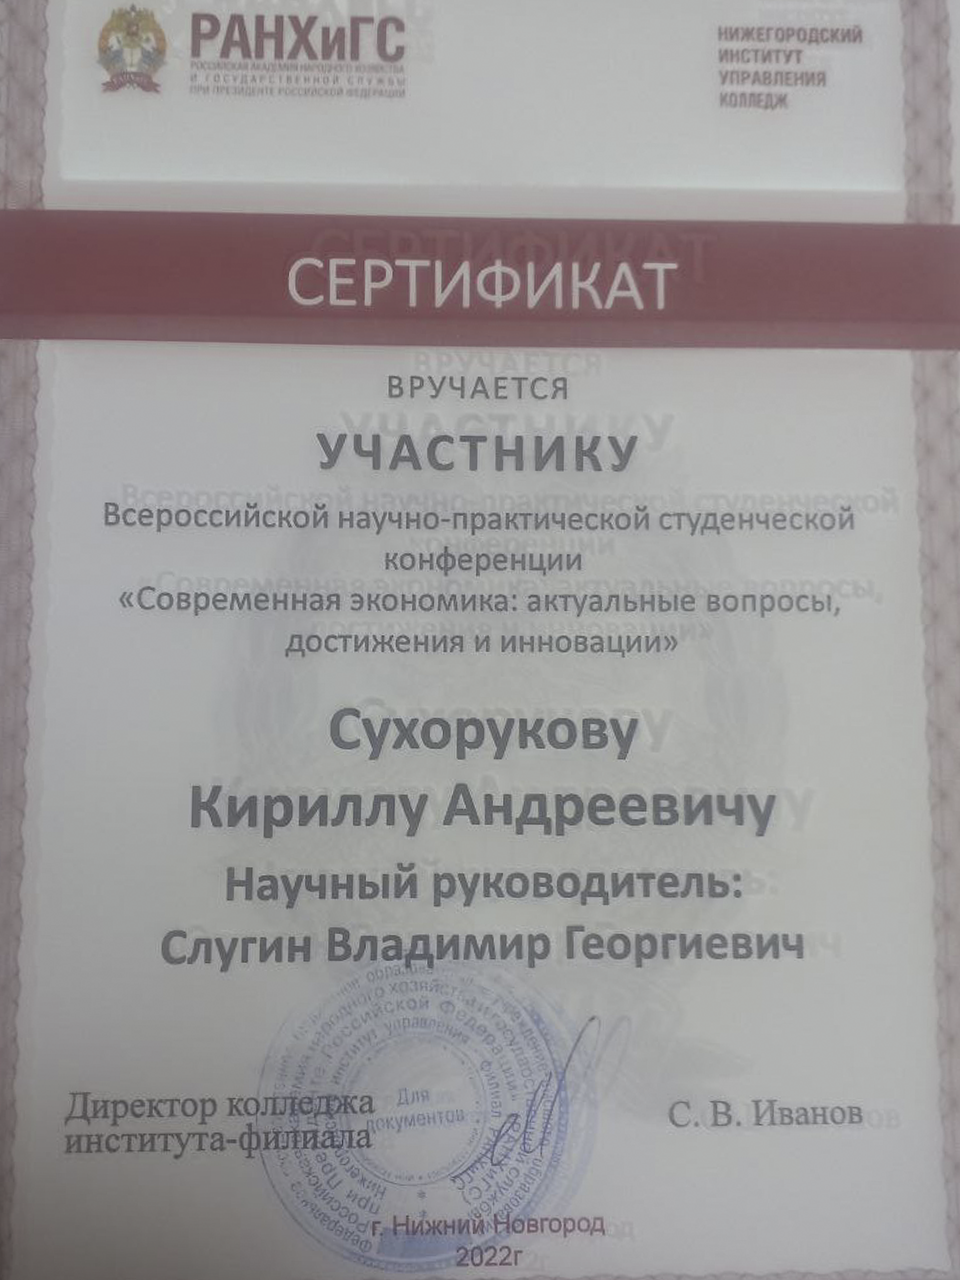 РАНХиГС
РОССИЙСКАЯ АКАДЕМИЯ НАРОДНОГО ХОЗЯЙСТВА
И ГОСУДАРСТВЕННОЙ СЛУЖБЫ
ПРИ ПРЕЗИДЕНТЕ РОССИЙСКОЙ ФЕДЕРАЦИИ
НИЖЕГОРОДСКИЙ
ИНСТИТУТ
УПРАВЛЕНИЯ
КОЛЛЕДЖ
СЕРТИФИКАТ
ВРУЧАЕТСЯ
УЧАСТНИКУ
Всероссийской научно-практической студенческой
конференции
«Современная экономика: актуальные вопросы,
достижения и инновации»
Сухорукову
Кириллу Андреевичу
Научный руководитель:
Слугин Владимир Георгиевич
Директор колледжа
института-филиала
С. В. Иванов
Для
документов
г. Нижний Новгород
2022г